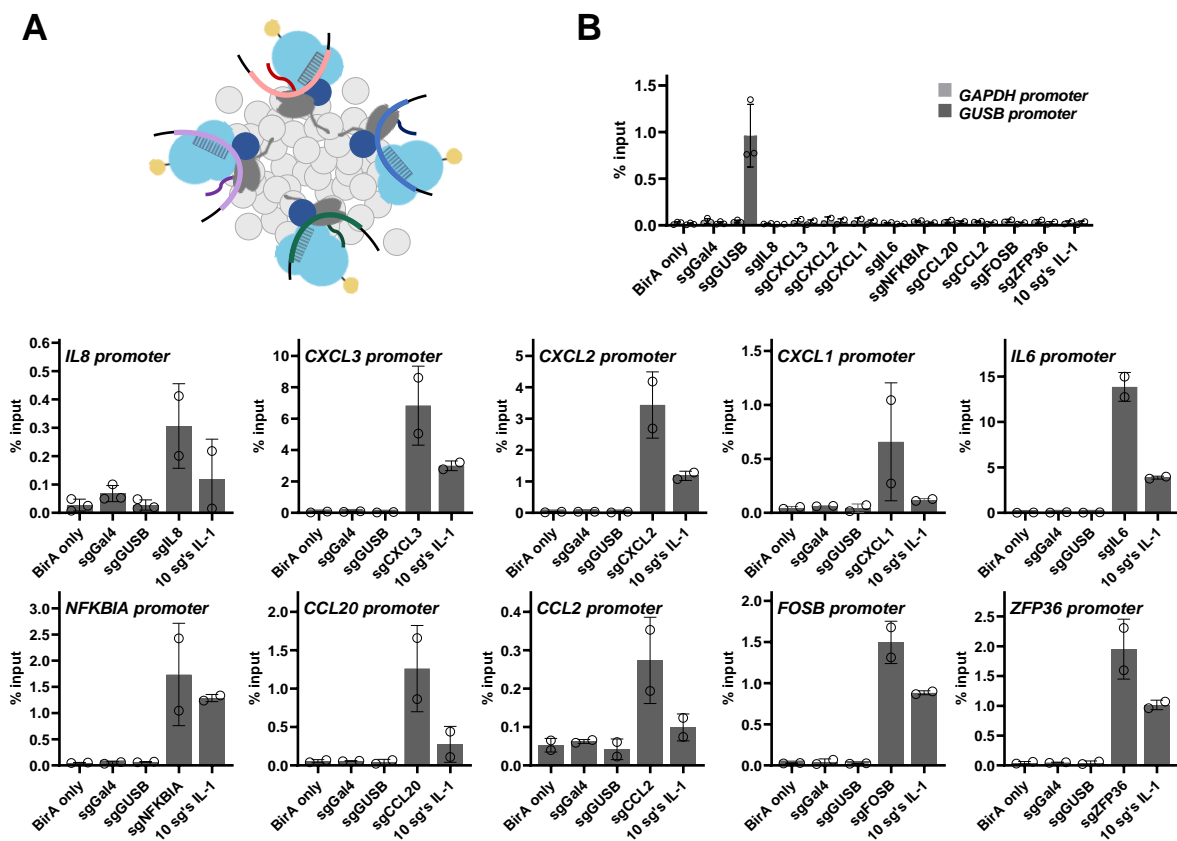 A
B
% input
1.5
1.0
0.5
0.0
GAPDH promoter
GUSB promoter
BirA only
sgGal4
sgGUSB
sgIL8
sgCXCL3
sgCXCL2
sgCXCL1
sgIL6
sgNFKBIA
sgCCL20
sgCCL2
sgFOSB
sgZFP36
10 sg's IL-1
IL8 promoter
% input
0.6
0.5
0.4
0.3
0.2
0.1
0.0
BirA only
sgGal4
sgGUSB
sgIL8
10 sg's IL-1
CXCL3 promoter
% input
10
8
6
4
2
0
BirA only
sgGal4
sgGUSB
sgCXCL3
10 sg's IL-1
CXCL2 promoter
% input
5
4
3
2
1
0
BirA only
sgGal4
sgGUSB
sgCXCL2
10 sg's IL-1
CXCL1 promoter
% input
1.5
1.0
0.5
0.0
BirA only
sgGal4
sgGUSB
sgCXCL1
10 sg's IL-1
IL6 promoter
% input
15
10
5
0
BirA only
sgGal4
sgGUSB
sgIL6
10 sg's IL-1
NFKBIA promoter
% input
3.0
2.5
2.0
1.5
1.0
0.5
0.0
BirA only
sgGal4
sgGUSB
sgNFKBIA
10 sg's IL-1
CCL20 promoter
% input
2.0
1.5
1.0
0.5
0.0
BirA only
sgGal4
sgGUSB
sgCCL20
10 sg's IL-1
CCL2 promoter
% input
0.4
0.3
0.2
0.1
0.0
BirA only
sgGal4
sgGUSB
sgCCL2
10 sg's IL-1
FOSB promoter
% input
2.0
1.5
1.0
0.5
0.0
BirA only
sgGal4
sgGUSB
sgFOSB
10 sg's IL-1
ZFP36 promoter
% input
2.5
2.0
1.5
1.0
0.5
0.0
BirA only
sgGal4
sgGUSB
sgZFP36
10 sg's IL-1